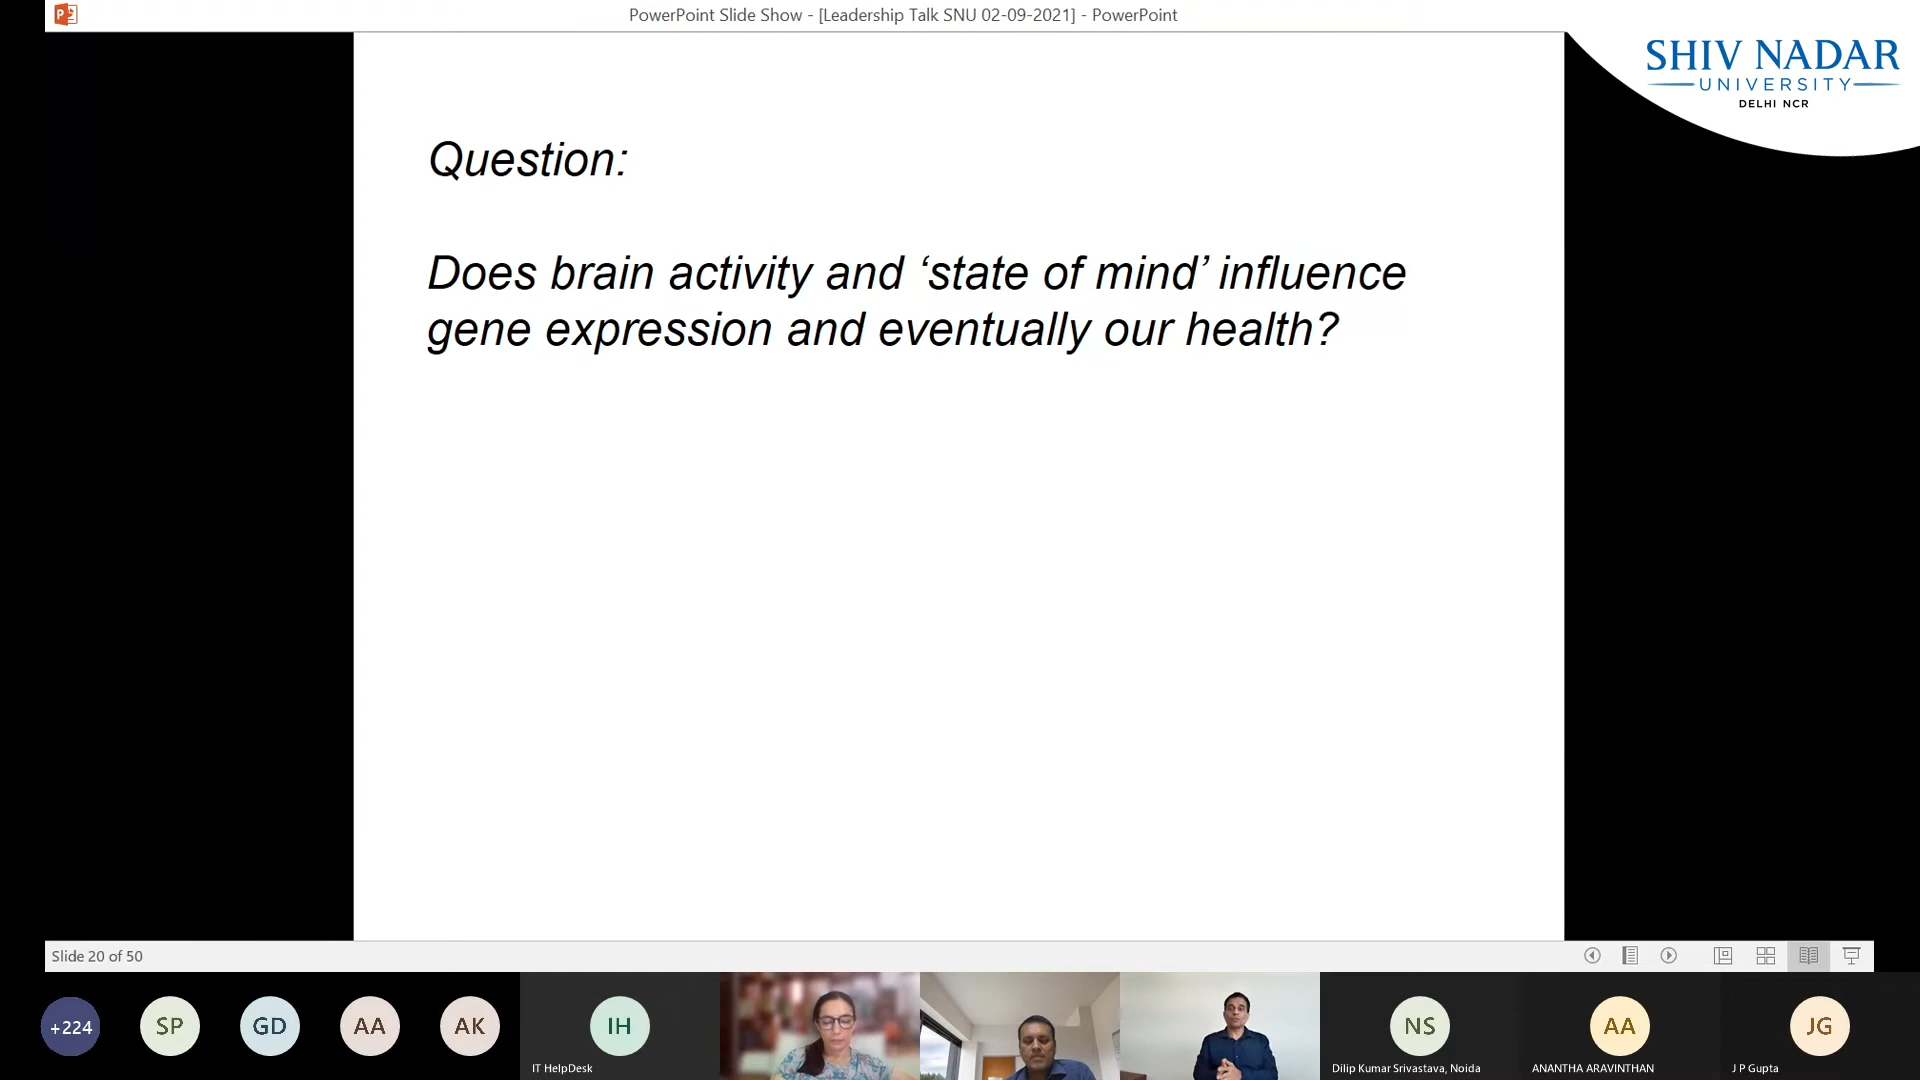 PowerPoint Slide Show - [Leadership Talk SNU 02-09-2021] - PowerPoint
SHIV NADAR
UNIVERSITY
DELHI NCR
Question:
Does brain activity and ‘state of mind’ influence
gene expression and eventually our health?
Slide 20 of 50
+224
SP
GD
AA
AK
IH
IT HelpDesk
NS
Dilip Kumar Srivastava, Noida
AA
ANANTHA ARAVINTHAN
JG
J P Gupta